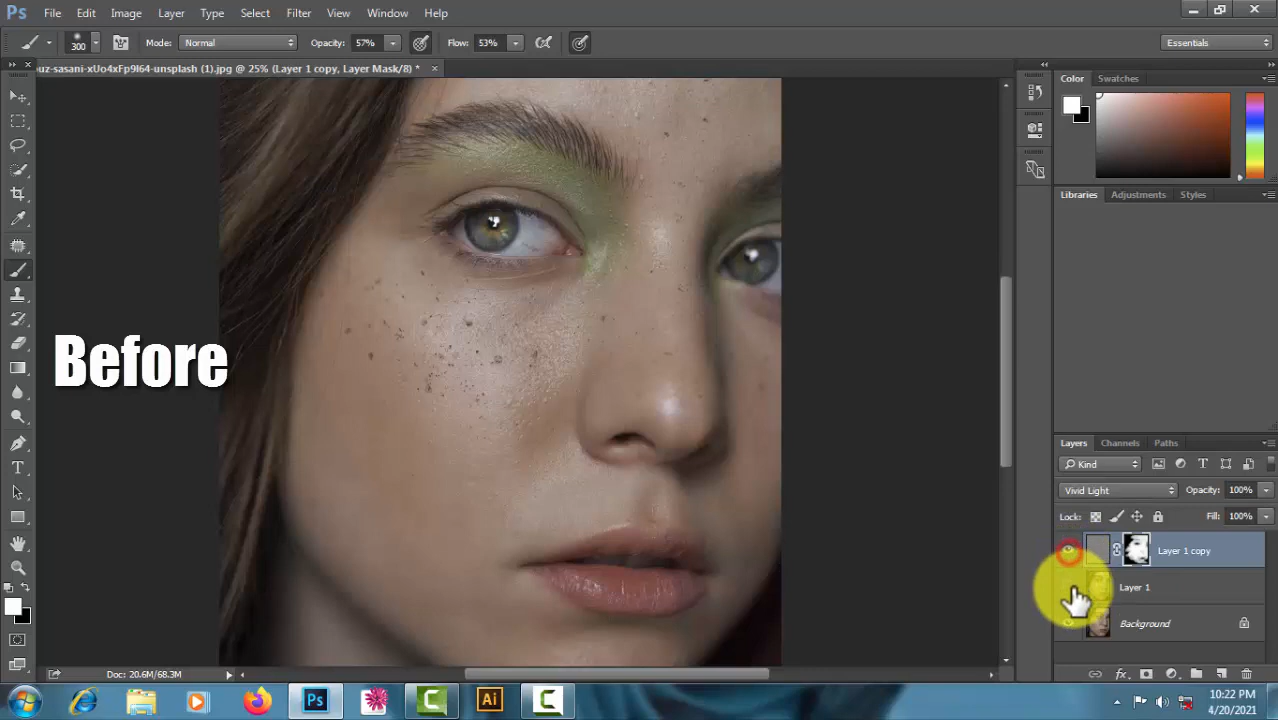 Ps File Edit Image Layer Type Select Filter View Window Help
300 Mode: Normal Opacity: 57% Flow: 53% Essentials
ouz-sasani-xUo4xFp9I64-unsplash (1).jpg @ 25% (Layer 1 copy, Layer Mask/8) *
Color Swatches
Libraries Adjustments Styles
Before
Layers Channels Paths
Kind
Vivid Light Opacity: 100%
Lock: Fill: 100%
Layer 1 copy
Layer 1
Background
Doc: 20.6M/68.3M
Ps Ai
10:22 PM
4/20/2021